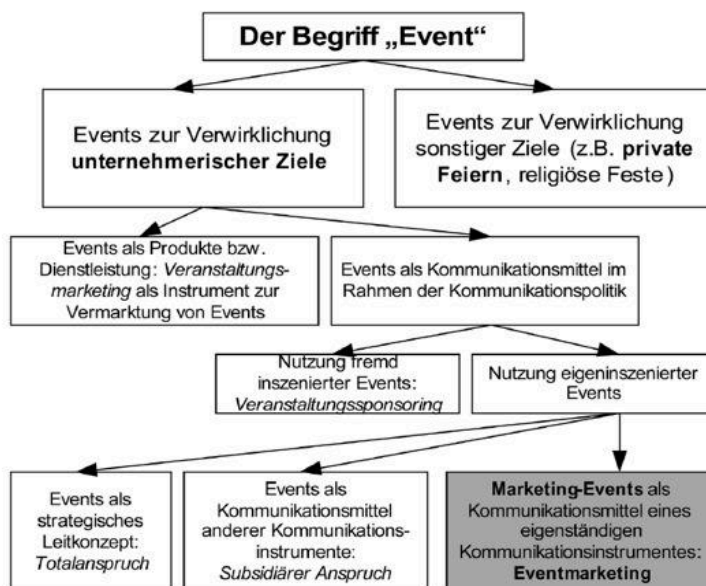 Der Begriff „Event“
Events zur Verwirklichung
unternehmerischer Ziele
Events zur Verwirklichung
sonstiger Ziele (z.B. private
Feiern, religiöse Feste)
Events als Produkte bzw.
Dienstleistung: Veranstaltungs-
marketing als Instrument zur
Vermarktung von Events
Events als Kommunikationsmittel im
Rahmen der Kommunikationspolitik
Nutzung fremd
inszenierter Events:
Veranstaltungssponsoring
Nutzung eigeninszenierter
Events
Events als
strategisches
Leitkonzept:
Totalanspruch
Events als
Kommunikationsmittel
anderer Kommunikations-
instrumente:
Subsidiärer Anspruch
Marketing-Events als
Kommunikationsmittel eines
eigenständigen
Kommunikationsinstrumentes:
Eventmarketing